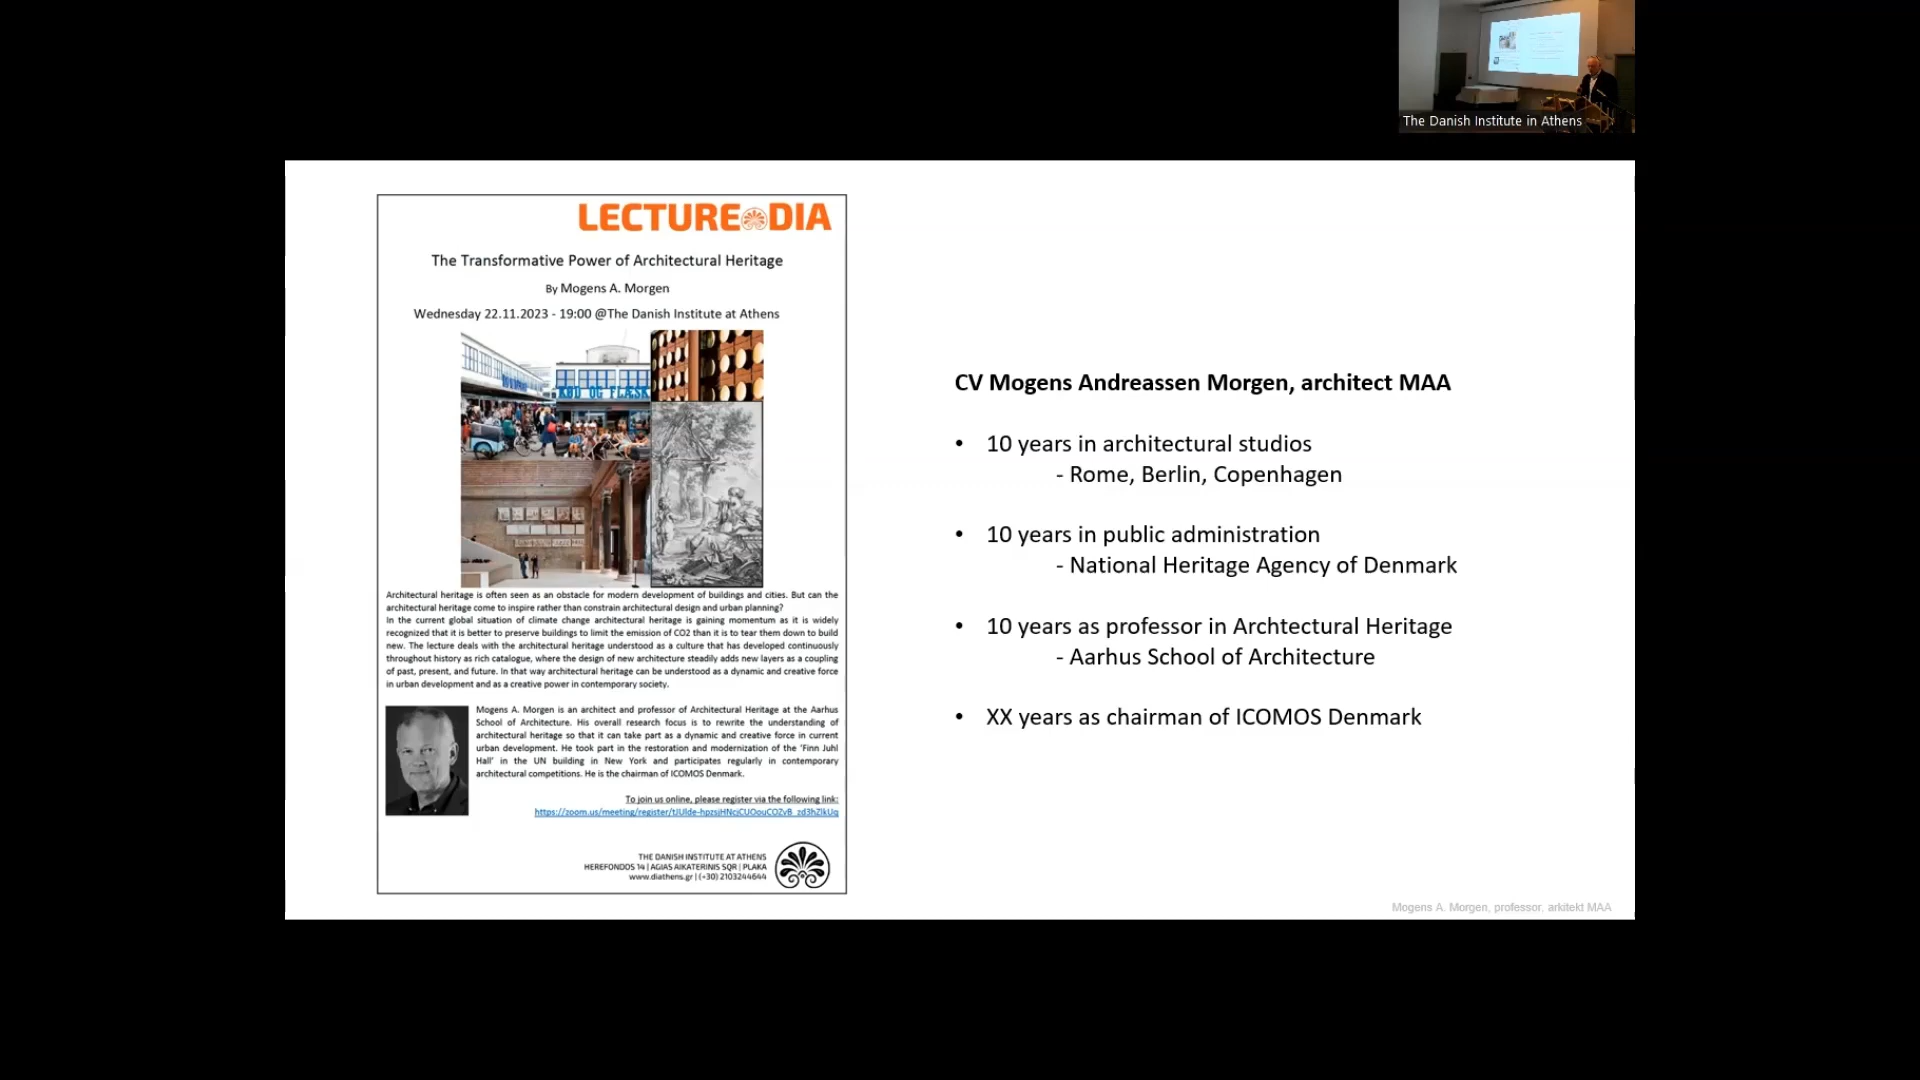 The Danish Institute in Athens
LECTURE DIA
The Transformative Power of Architectural Heritage
By Mogens A. Morgen
Wednesday 22.11.2023 - 19:00 @The Danish Institute at Athens
KØD OG FLÆSK
Architectural heritage is often seen as an obstacle for modern development of buildings and cities. But can the
architectural heritage come to inspire rather than constrain architectural design and urban planning?
In the current global situation of climate change architectural heritage is gaining momentum as it is widely
recognized that it is better to preserve buildings to limit the emission of CO2 than it is to tear them down to build
new. The lecture deals with the architectural heritage understood as a culture that has developed continuously
throughout history as rich catalogue, where the design of new architecture steadily adds new layers as a coupling
of past, present, and future. In that way architectural heritage can be understood as a dynamic and creative force
in urban development and as a creative power in contemporary society.
Mogens A. Morgen is an architect and professor of Architectural Heritage at the Aarhus
School of Architecture. His overall research focus is to rewrite the understanding of
architectural heritage so that it can take part as a dynamic and creative force in current
urban development. He took part in the restoration and modernization of the 'Finn Juhl
Hall' in the UN building in New York and participates regularly in contemporary
architectural competitions. He is the chairman of ICOMOS Denmark.
To join us online, please register via the following link:
THE DANISH INSTITUTE AT ATHENS
HEREFONDOS 14 | AGIAS AIKATERINIS SQR | PLAKA
www.diathens.gr | (+30) 2103244644
CV Mogens Andreassen Morgen, architect MAA
• 10 years in architectural studios
- Rome, Berlin, Copenhagen
• 10 years in public administration
- National Heritage Agency of Denmark
• 10 years as professor in Archtectural Heritage
- Aarhus School of Architecture
• XX years as chairman of ICOMOS Denmark
Mogens A. Morgen, professor, arkitekt MAA